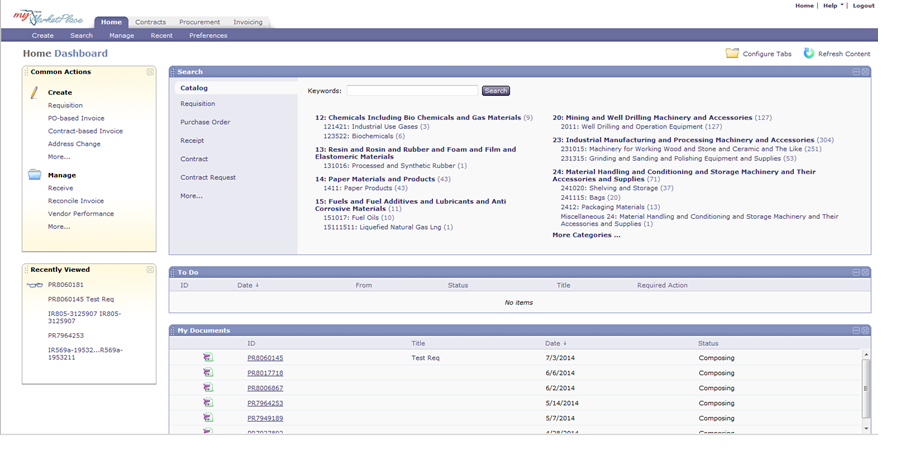 Home | Help | Logout
my MarketPlace
Home Contracts Procurement Invoicing
Create Search Manage Recent Preferences
Home Dashboard
Configure Tabs Refresh Content
Common Actions
Create
Requisition
PO-based Invoice
Contract-based Invoice
Address Change
More...
Manage
Receive
Reconcile Invoice
Vendor Performance
More...
Recently Viewed
PR8060181
PR8060145 Test Req
IR805-3125907 IR805-
3125907
PR7964253
IR569a-19532...R569a-
1953211
Search
Catalog
Requisition
Purchase Order
Receipt
Contract
Contract Request
More...
Keywords: Search
12: Chemicals Including Bio Chemicals and Gas Materials (9)
121421: Industrial Use Gases (3)
123522: Biochemicals (6)
13: Resin and Rosin and Rubber and Foam and Film and
Elastomeric Materials
131016: Processed and Synthetic Rubber (1)
14: Paper Materials and Products (43)
1411: Paper Products (43)
15: Fuels and Fuel Additives and Lubricants and Anti
Corrosive Materials (11)
151017: Fuel Oils (10)
15111511: Liquefied Natural Gas Lng (1)
20: Mining and Well Drilling Machinery and Accessories (127)
2011: Well Drilling and Operation Equipment (127)
23: Industrial Manufacturing and Processing Machinery and Accessories (304)
231015: Machinery for Working Wood and Stone and Ceramic and The Like (251)
231315: Grinding and Sanding and Polishing Equipment and Supplies (53)
24: Material Handling and Conditioning and Storage Machinery and Their
Accessories and Supplies (71)
241020: Shelving and Storage (37)
241115: Bags (20)
2412: Packaging Materials (13)
Miscellaneous 24: Material Handling and Conditioning and Storage Machinery and Their
Accessories and Supplies (1)
More Categories ...
To Do
ID Date ↓ From Status Title Required Action
No items
My Documents
ID Title Date ↓ Status
PR8060145 Test Req 7/3/2014 Composing
PR8017718 6/6/2014 Composing
PR8006867 6/2/2014 Composing
PR7964253 5/14/2014 Composing
PR7949189 5/7/2014 Composing
4/28/2014 Composing